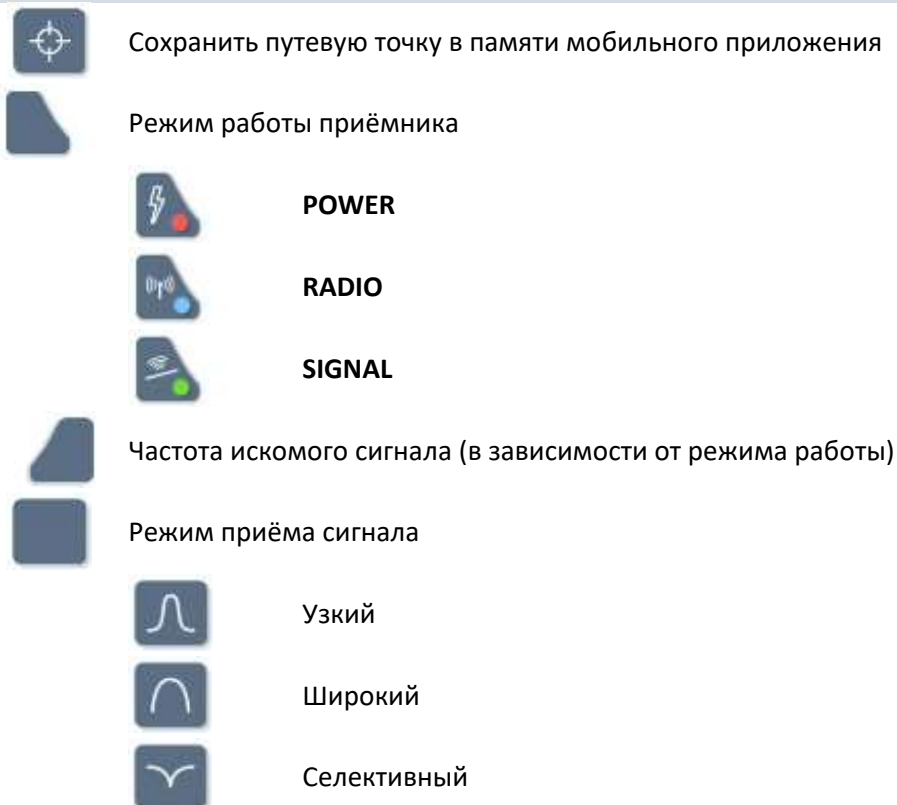 Сохранить путевую точку в памяти мобильного приложения
Режим работы приёмника
POWER
RADIO
SIGNAL
Частота искомого сигнала (в зависимости от режима работы)
Режим приёма сигнала
Узкий
Широкий
Селективный